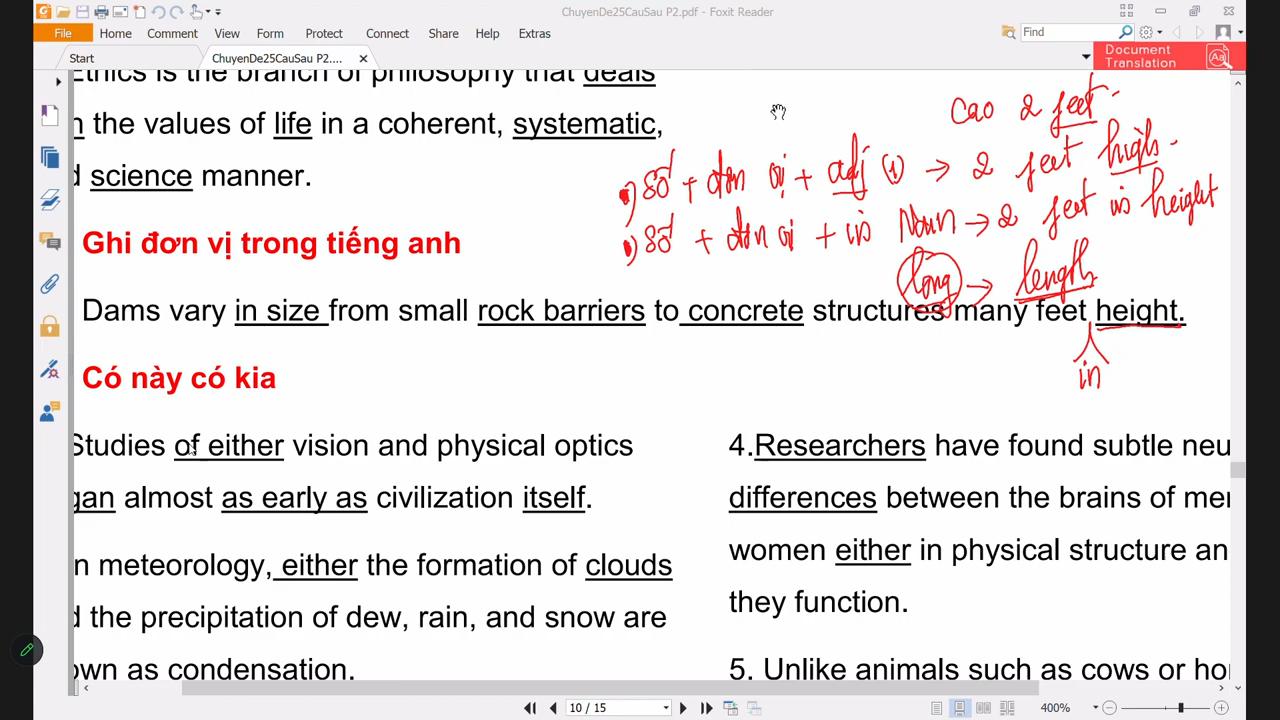 ChuyenDe25CauSau P2.pdf - Foxit Reader
File Home Comment View Form Protect Connect Share Help Extras Find
Document Translation
Start ChuyenDe25CauSau P2....
Ethics is the branch of philosophy that deals
the values of life in a coherent, systematic,
science manner.
Cao 2 feet.
Số + đơn vị + adj (1) → 2 feet high.
Số + đơn vị + in Noun → 2 feet in height
long → length
Ghi đơn vị trong tiếng anh
Dams vary in size from small rock barriers to concrete structures many feet height.
in
Có này có kia
Studies of either vision and physical optics
gan almost as early as civilization itself.
n meteorology, either the formation of clouds
d the precipitation of dew, rain, and snow are
own as condensation.
4.Researchers have found subtle neu
differences between the brains of mer
women either in physical structure an
they function.
5. Unlike animals such as cows or ho
10 / 15
400%